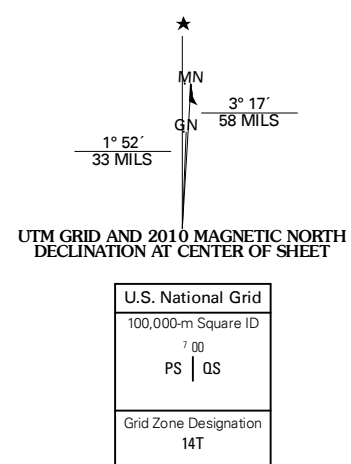 ★
MN
3° 17´
58 MILS
GN
1° 52´
33 MILS
UTM GRID AND 2010 MAGNETIC NORTH
DECLINATION AT CENTER OF SHEET
U.S. National Grid
100,000-m Square ID
7 00
PS | QS
Grid Zone Designation
14T